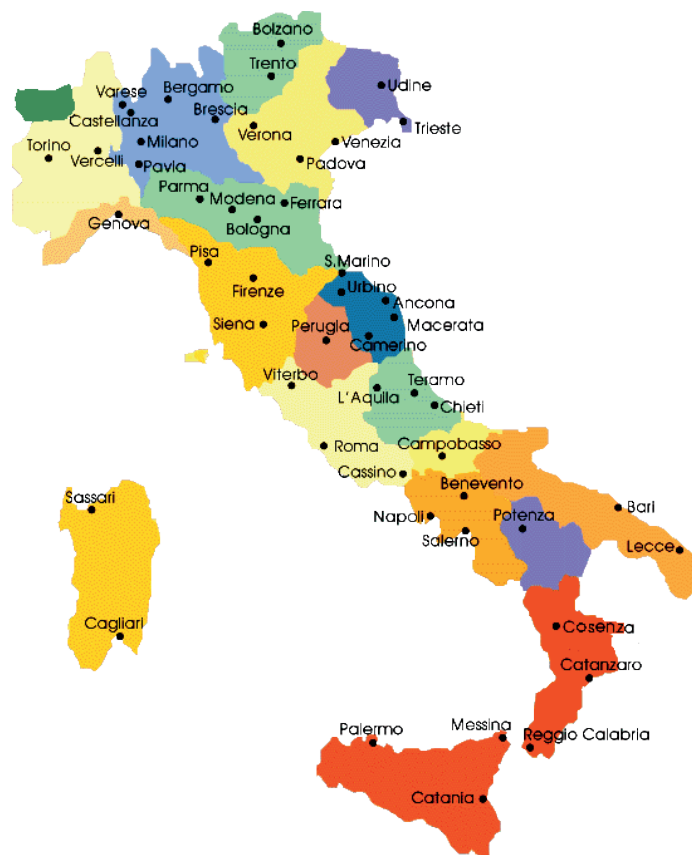 Bolzano
Trento
Udine
Varese
Bergamo
Brescia
Castellanza
Verona
Trieste
Torino
Vercelli
Milano
Venezia
Pavia
Padova
Parma
Modena
Ferrara
Genova
Bologna
Pisa
S.Marino
Firenze
Urbino
Ancona
Siena
Perugia
Macerata
Camerino
Viterbo
L'Aquila
Teramo
Chieti
Roma
Campobasso
Cassino
Benevento
Sassari
Napoli
Potenza
Bari
Salerno
Lecce
Cagliari
Cosenza
Catanzaro
Palermo
Messina
Reggio Calabria
Catania